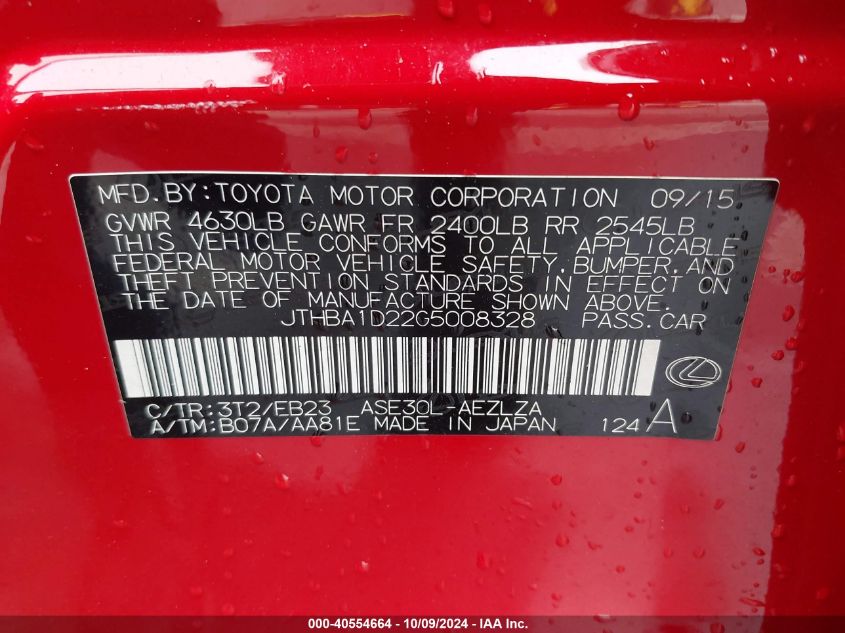 MFD.BY:TOYOTA MOTOR CORPORATION 09/15
GVWR 4630LB GAWR FR 2400LB RR 2545LB
THIS VEHICLE CONFORMS TO ALL APPLICABLE
FEDERAL MOTOR VEHICLE SAFETY,BUMPER,AND
THEFT PREVENTION STANDARDS IN EFFECT ON
THE DATE OF MANUFACTURE SHOWN ABOVE.
JTHBA1D22G5008328 PASS.CAR
C/TR:3T2/EB23 ASE30L-AEZLZA
A/TM:B07A/AA81E MADE IN JAPAN 124 A
000-40554664 - 10/09/2024 - IAA Inc.